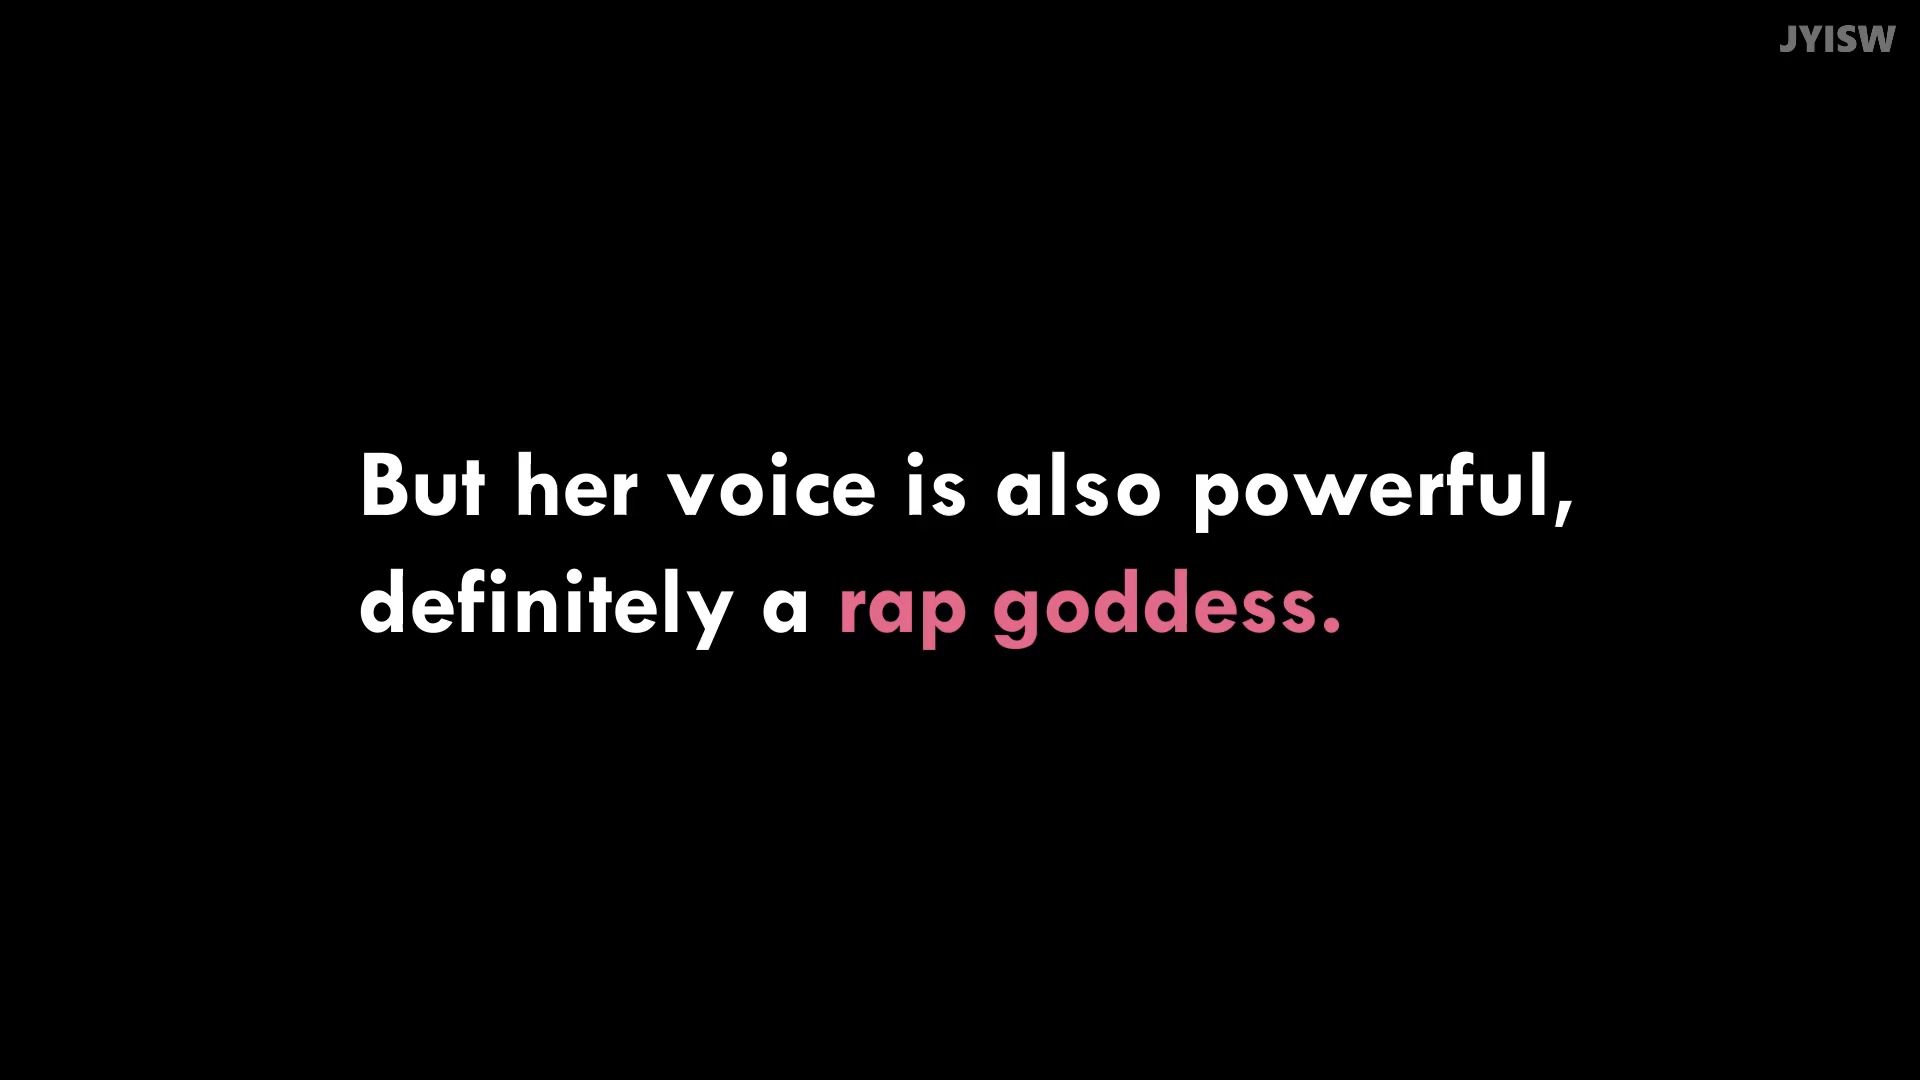 JYISW
But her voice is also powerful,
definitely a rap goddess.